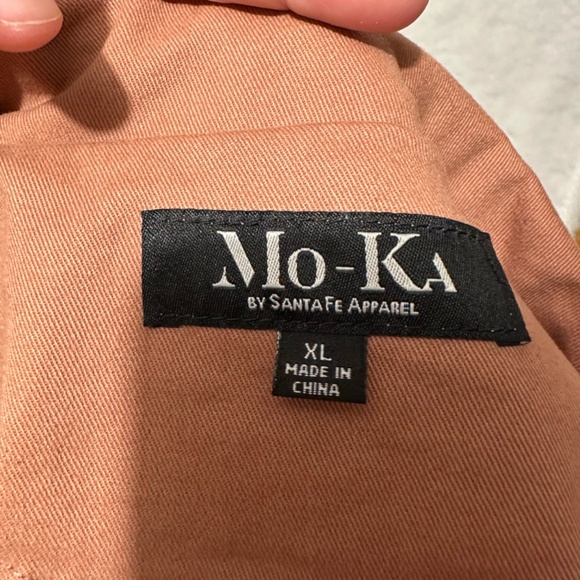 Mo-Ka
BY SANTAFE APPAREL
XL
MADE IN
CHINA